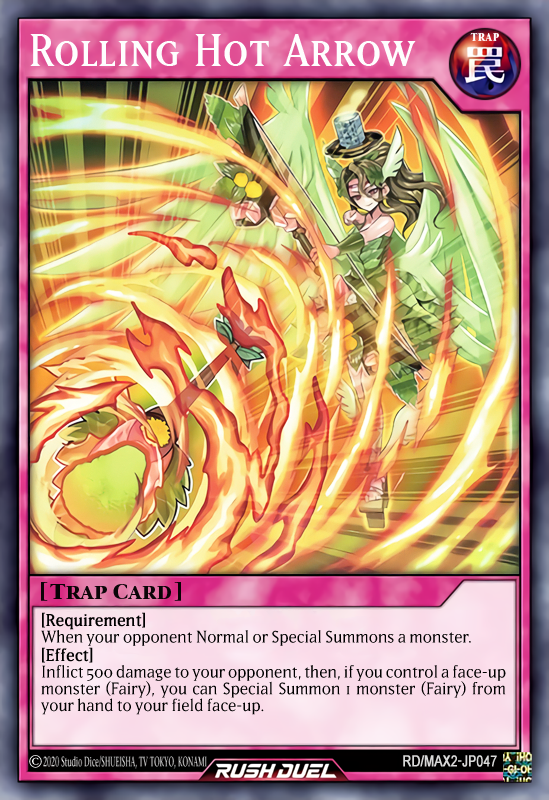 ROLLING HOT ARROW
TRAP
罠
[TRAP CARD]
[Requirement]
When your opponent Normal or Special Summons a monster.
[Effect]
Inflict 500 damage to your opponent, then, if you control a face-up
monster (Fairy), you can Special Summon 1 monster (Fairy) from
your hand to your field face-up.
©2020 Studio Dice/SHUEISHA, TV TOKYO, KONAMI
RUSH DUEL
RD/MAX2-JP047